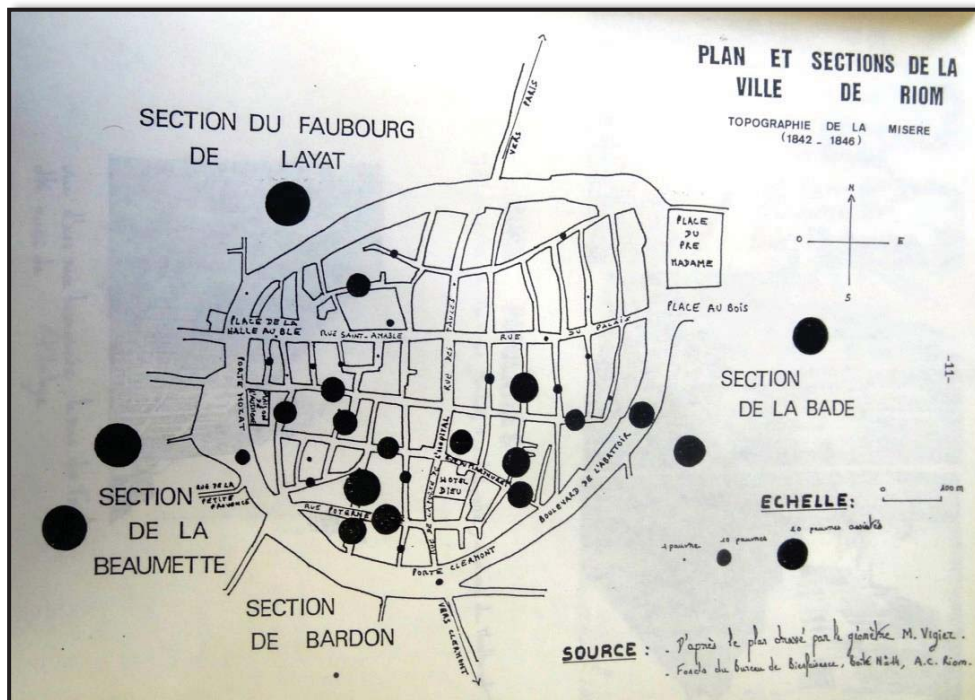 PLAN ET SECTIONS DE LA
VILLE DE RIOM
TOPOGRAPHIE DE LA MISERE
(1842 - 1846)
SECTION DU FAUBOURG
DE LAYAT
VERS PARIS
PLACE
DU
PRE
MADAME
N
O
E
S
PLACE AU BOIS
PLACE DE LA
HALLE AU BLE
RUE SAINT-AMABLE
RUE DES TAULES
RUE DU PALAIS
PORTE MOZAT
SECTION
DE LA BADE
-11-
HOTEL
DIEU
BOULEVARD DE L'ABATTOIR
RUE DE LA
PETITE PROVENCE
SECTION
DE LA
BEAUMETTE
RUE POTERNE
PORTE CLERMONT
VERS CLERMONT
SECTION
DE BARDON
ECHELLE:
0 100m
1 pauvre
10 pauvres
20 pauvres assistés
SOURCE :
- D'après le plan dressé par le géomètre M. Vigier.
- Fonds du Bureau de Bienfaisance, A.C. Riom.